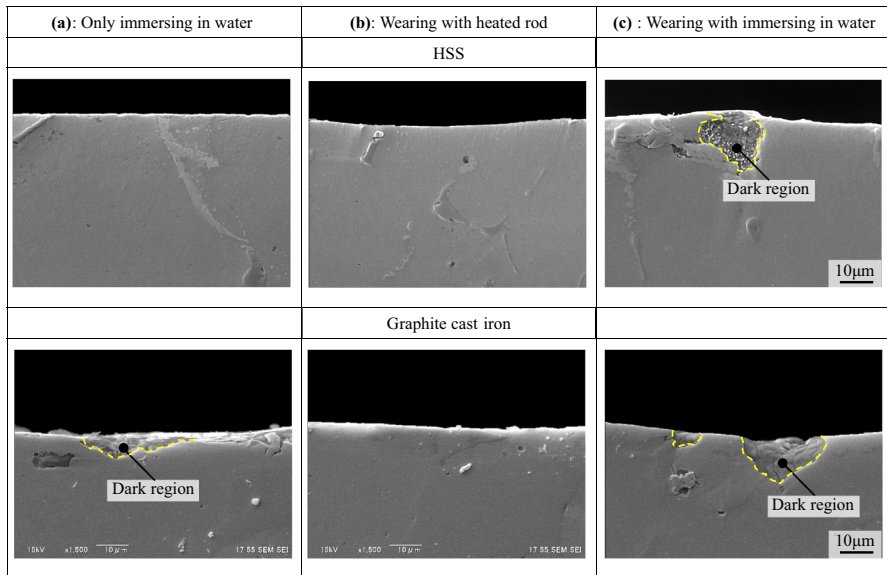 (a): Only immersing in water
(b): Wearing with heated rod
(c) : Wearing with immersing in water
HSS
Dark region
10μm
Graphite cast iron
Dark region
15kV x1,500 10μm 17 55 SEM SEI
15kV x1,500 10μm 17 55 SEM SEI
Dark region
10μm